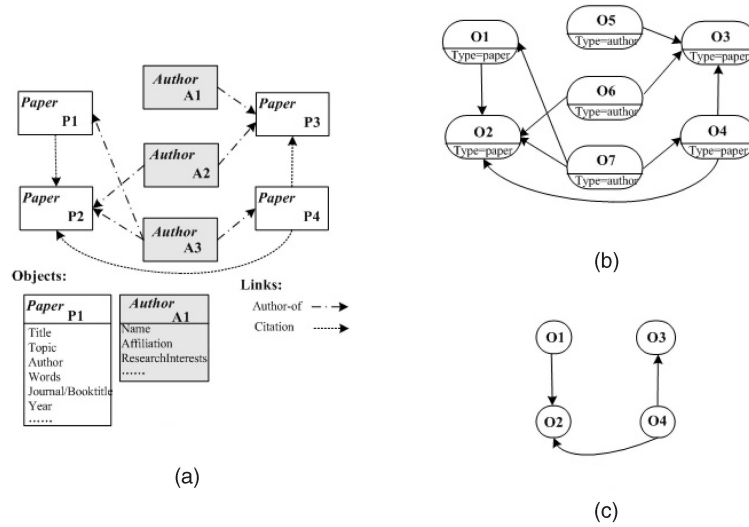 Author
A1
Paper
P1
Paper
P3
Author
A2
Paper
P2
Author
A3
Paper
P4
Objects:
Paper
P1
Title
Topic
Author
Words
Journal/Booktitle
Year
......
Author
A1
Name
Affiliation
ResearchInterests
......
Links:
Author-of
Citation
(a)
O1
Type=paper
O5
Type=author
O3
Type=paper
O6
Type=author
O2
Type=paper
O4
Type=paper
O7
Type=author
(b)
O1
O3
O2
O4
(c)